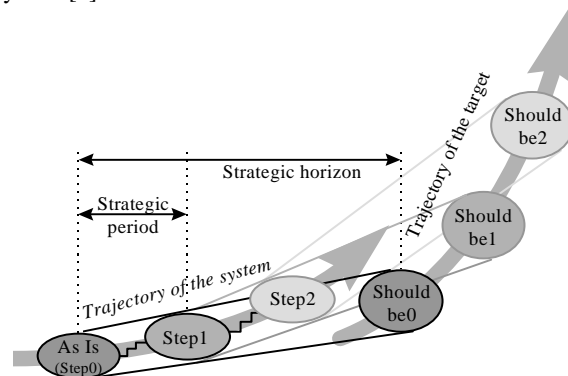 Should
be2
Trajectory of the target
Strategic horizon
Strategic
period
Should
be1
Trajectory of the system
Step2
Should
be0
Step1
As Is
(Step0)